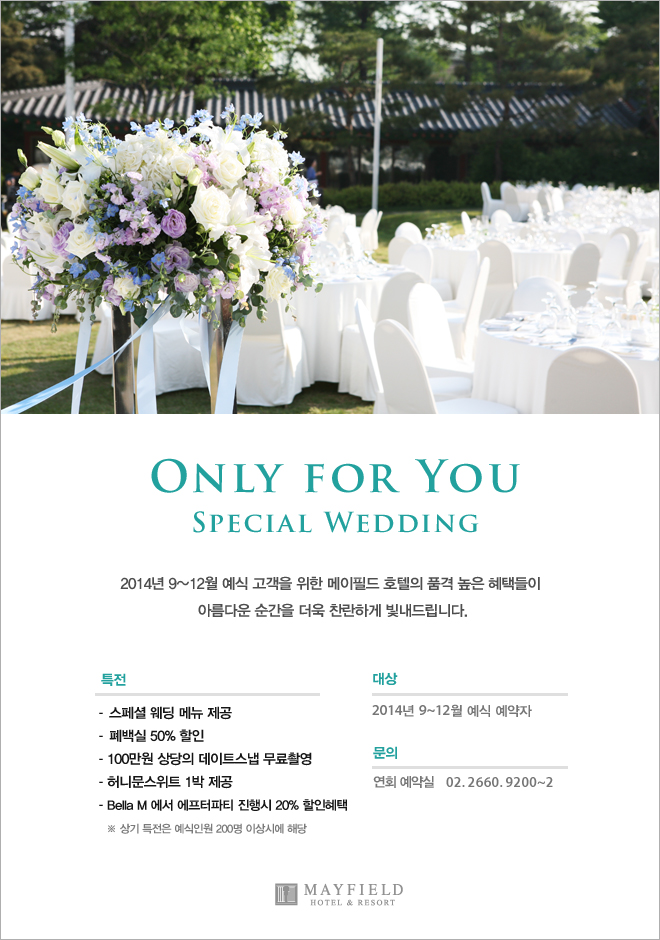 ONLY FOR YOU
SPECIAL WEDDING
2014년 9~12월 예식 고객을 위한 메이필드 호텔의 품격 높은 혜택들이
아름다운 순간을 더욱 찬란하게 빛내드립니다.
특전
- 스페셜 웨딩 메뉴 제공
- 폐백실 50% 할인
- 100만원 상당의 데이트스냅 무료촬영
- 허니문스위트 1박 제공
- Bella M 에서 에프터파티 진행시 20% 할인혜택
※ 상기 특전은 예식인원 200명 이상시에 해당
대상
2014년 9~12월 예식 예약자
문의
연회 예약실 02. 2660. 9200~2
MAYFIELD
HOTEL & RESORT